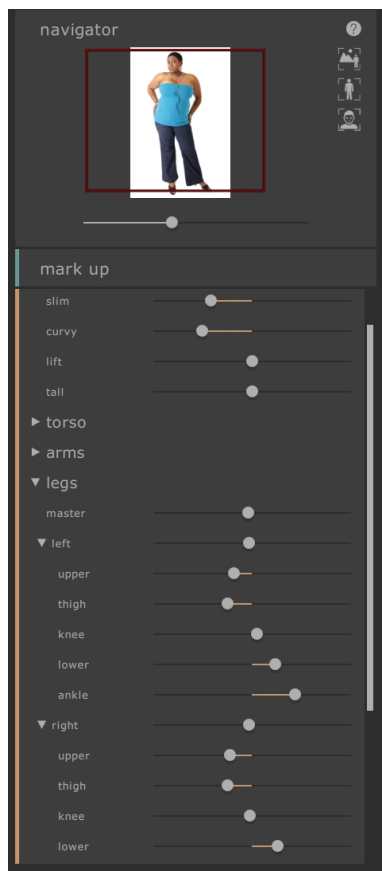 navigator
?
mark up
slim
curvy
lift
tall
torso
arms
legs
master
left
upper
thigh
knee
lower
ankle
right
upper
thigh
knee
lower